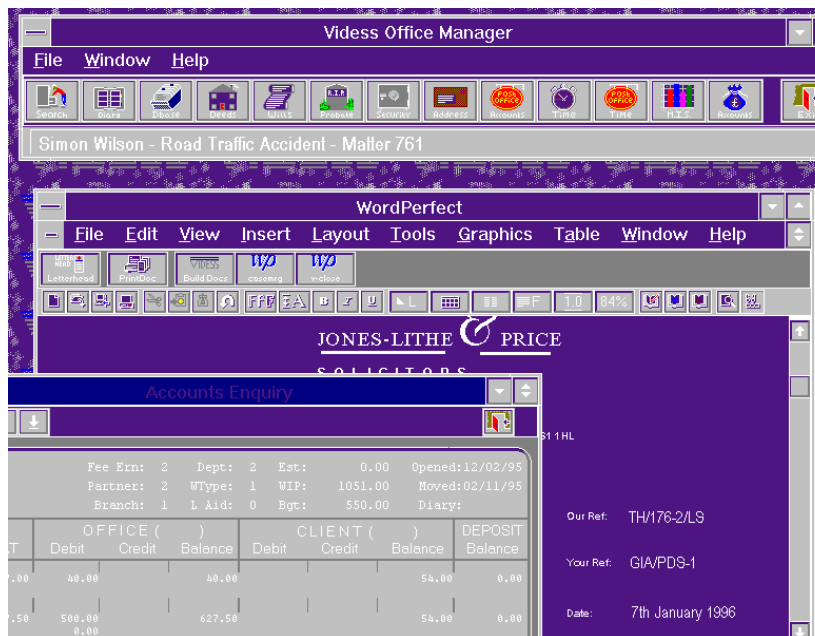 Videss Office Manager
File Window Help
Search Diary Dbase Deeds Wills Probate Security Address Accounts Time Time M.I.S. Accounts
Simon Wilson - Road Traffic Accident - Matter 761
WordPerfect
File Edit View Insert Layout Tools Graphics Table Window Help
Letterhead PrintDoc Build Docs casemrg v-close
1.0 84%
JONES-LITHE & PRICE
SOLICITORS
Accounts Enquiry
1HL
Fee Ern: 2 Dept: 2 Est: 0.00 Opened:12/02/95
Partner: 2 WType: 1 WIP: 1051.00 Moved:02/11/95
Branch: 1 L Aid: 0 Bgt: 550.00 Diary:
Our Ref: TH/176-2/LS
OFFICE ( ) CLIENT ( ) DEPOSIT
Debit Credit Balance Debit Credit Balance Balance
Your Ref: GIA/PDS-1
40.00 40.00 54.00 0.00
Date: 7th January 1996
500.00 627.50 54.00 0.00
0.00